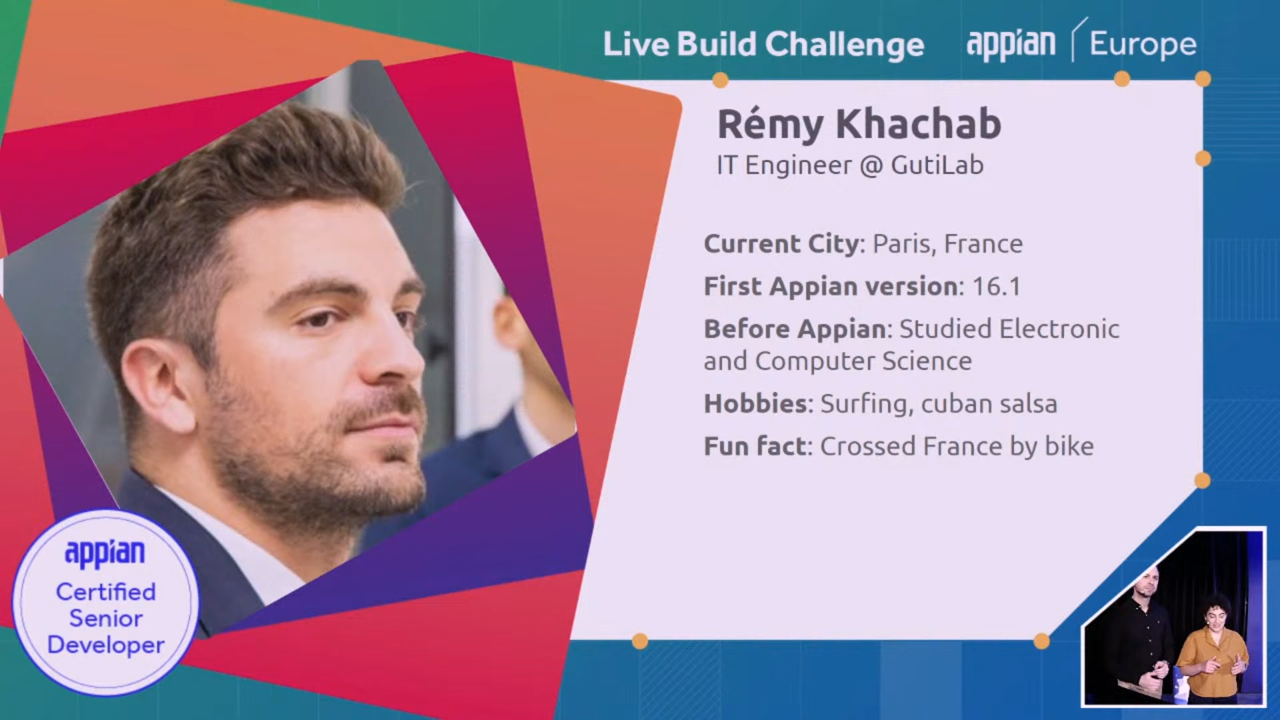 Live Build Challenge appian Europe
Rémy Khachab
IT Engineer @ GutiLab
Current City: Paris, France
First Appian version: 16.1
Before Appian: Studied Electronic
and Computer Science
Hobbies: Surfing, cuban salsa
Fun fact: Crossed France by bike
appian
Certified
Senior
Developer